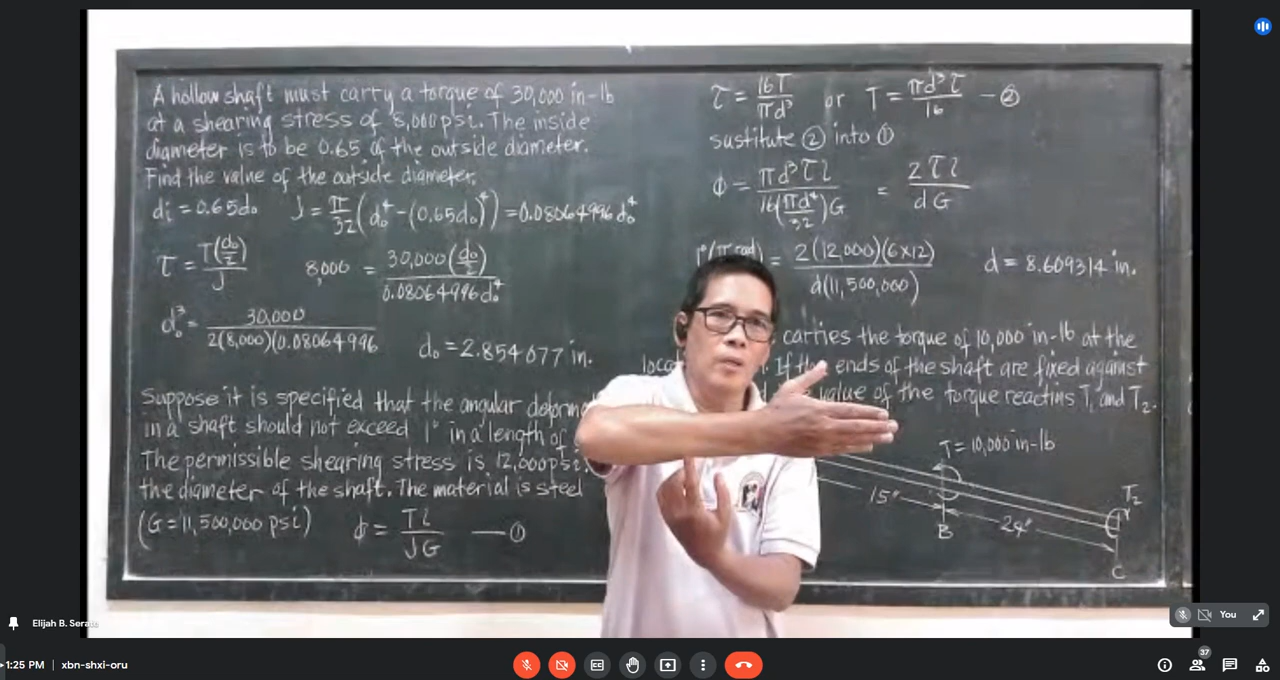 A hollow shaft must carry a torque of 30,000 in-lb
at a shearing stress of 8,000 psi. The inside
diameter is to be 0.65 of the outside diameter.
Find the value of the outside diameter.
di = 0.65do J = π/32 (do⁴ - (0.65do)⁴) = 0.08064996 do⁴
τ = T(do/2)/J 8,000 = 30,000(do/2)/0.08064996do⁴
do³ = 30,000/2(8,000)(0.08064996 do = 2.854077 in.
Suppose it is specified that the angular deform
in a shaft should not exceed 1° in a length of
The permissible shearing stress is 12,000psi.
the diameter of the shaft. The material is steel
(G=11,500,000 psi) φ = Tl/JG — ①
τ = 16T/πd³ or T = πd³τ/16 — ②
sustitute ② into ①
φ = πd³τl/16(πd⁴/32)G = 2τl/dG
1°(π rad) = 2(12,000)(6x12)/d(11,500,000) d = 8.609314 in.
carries the torque of 10,000 in-lb at the
If the ends of the shaft are fixed against
value of the torque reactins T1 and T2.
T = 10,000 in-lb
15"
B
24"
T2
C
Elijah B.
You
1:25 PM | xbn-shxi-oru
37